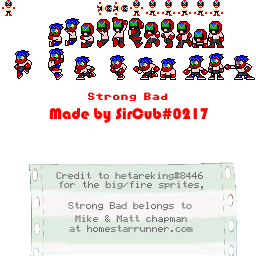 Strong Bad
Made by SirCub#0217
Credit to hetareking#8446
for the big/fire sprites,
Strong Bad belongs to
Mike & Matt chapman
at homestarrunner.com